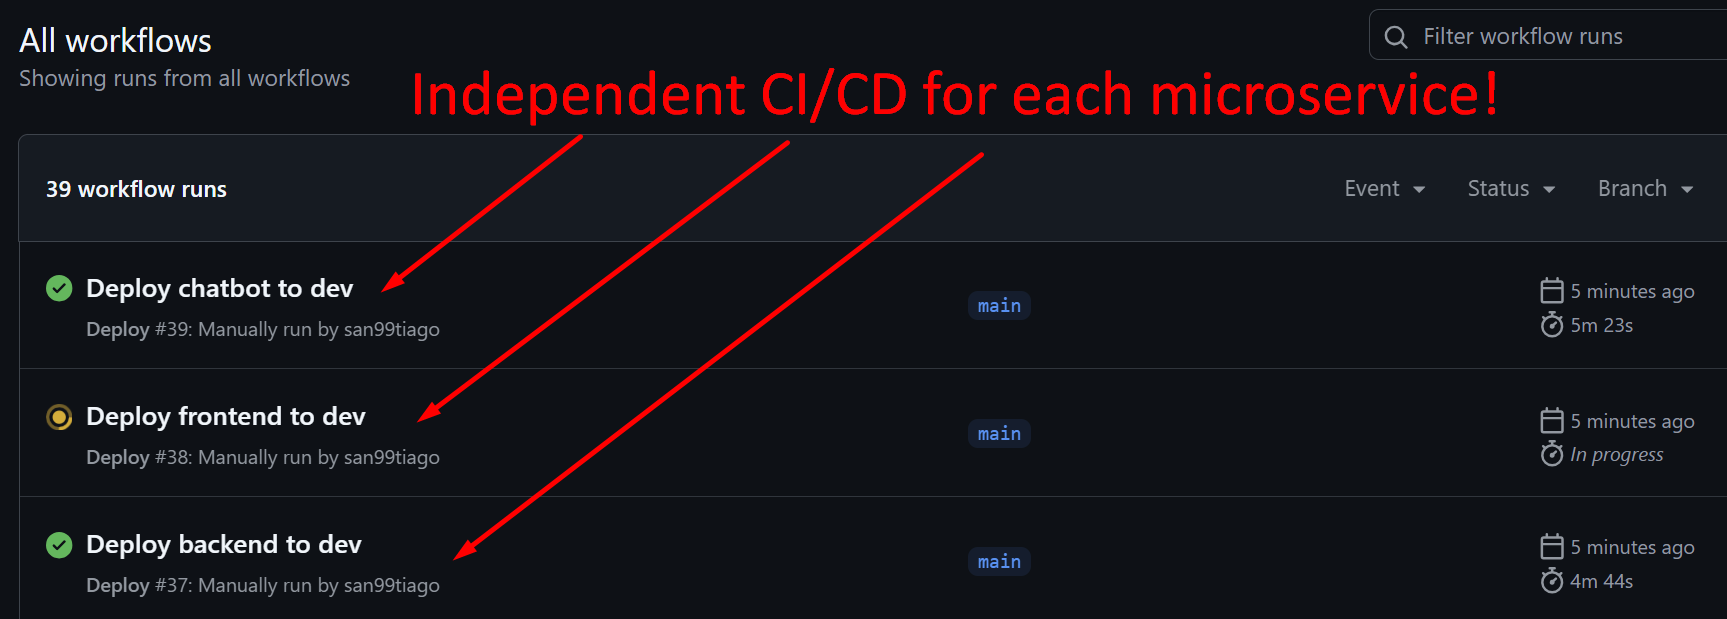 All workflows
Showing runs from all workflows
Filter workflow runs
Independent CI/CD for each microservice!
39 workflow runs
Event
Status
Branch
Deploy chatbot to dev
Deploy #39: Manually run by san99tiago
main
5 minutes ago
5m 23s
Deploy frontend to dev
Deploy #38: Manually run by san99tiago
main
5 minutes ago
In progress
Deploy backend to dev
Deploy #37: Manually run by san99tiago
main
5 minutes ago
4m 44s